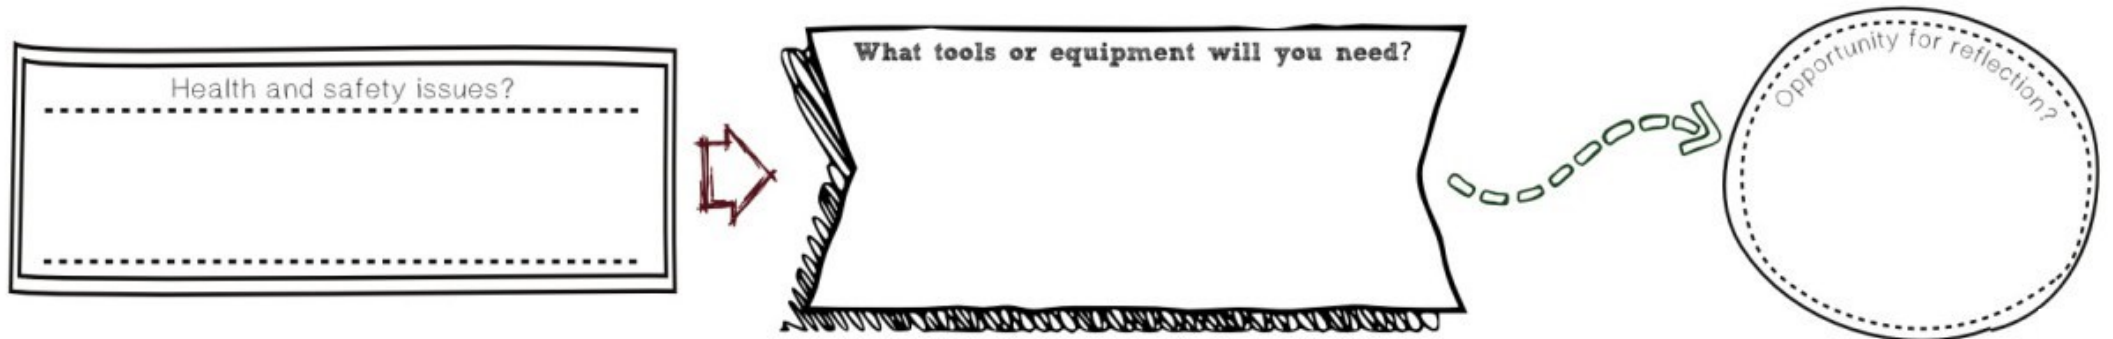 Health and safety issues?
What tools or equipment will you need?
Opportunity for reflection?